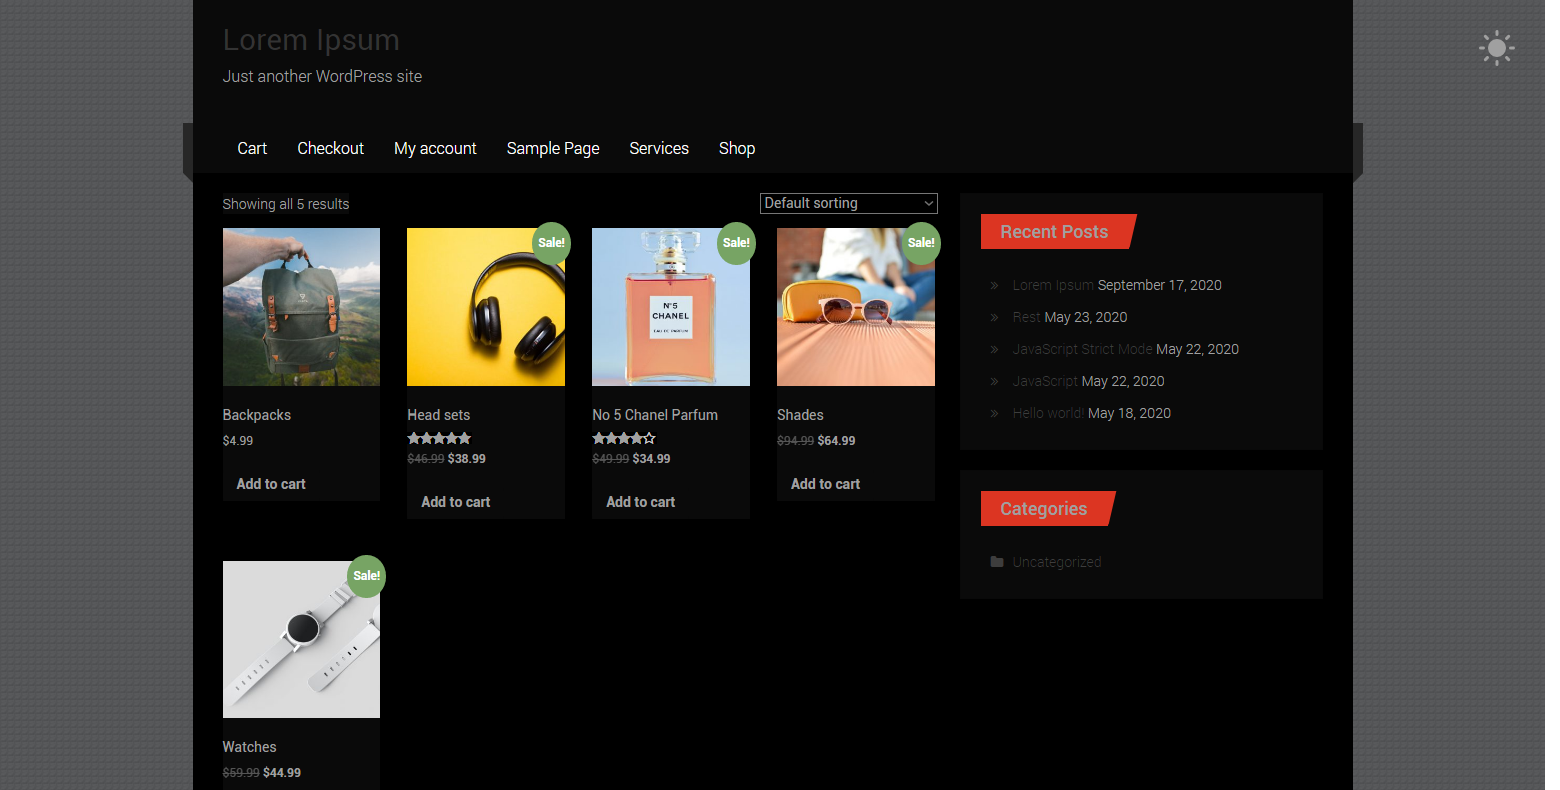 Lorem Ipsum
Just another WordPress site
Cart Checkout My account Sample Page Services Shop
Showing all 5 results
Default sorting
Sale!
Sale!
Sale!
N°5
CHANEL
EAU DE PARFUM
Backpacks
$4.99
Add to cart
Head sets
$46.99 $38.99
Add to cart
No 5 Chanel Parfum
$49.99 $34.99
Add to cart
Shades
$94.99 $64.99
Add to cart
Sale!
Watches
$59.99 $44.99
Recent Posts
Lorem Ipsum September 17, 2020
Rest May 23, 2020
JavaScript Strict Mode May 22, 2020
JavaScript May 22, 2020
Hello world! May 18, 2020
Categories
Uncategorized